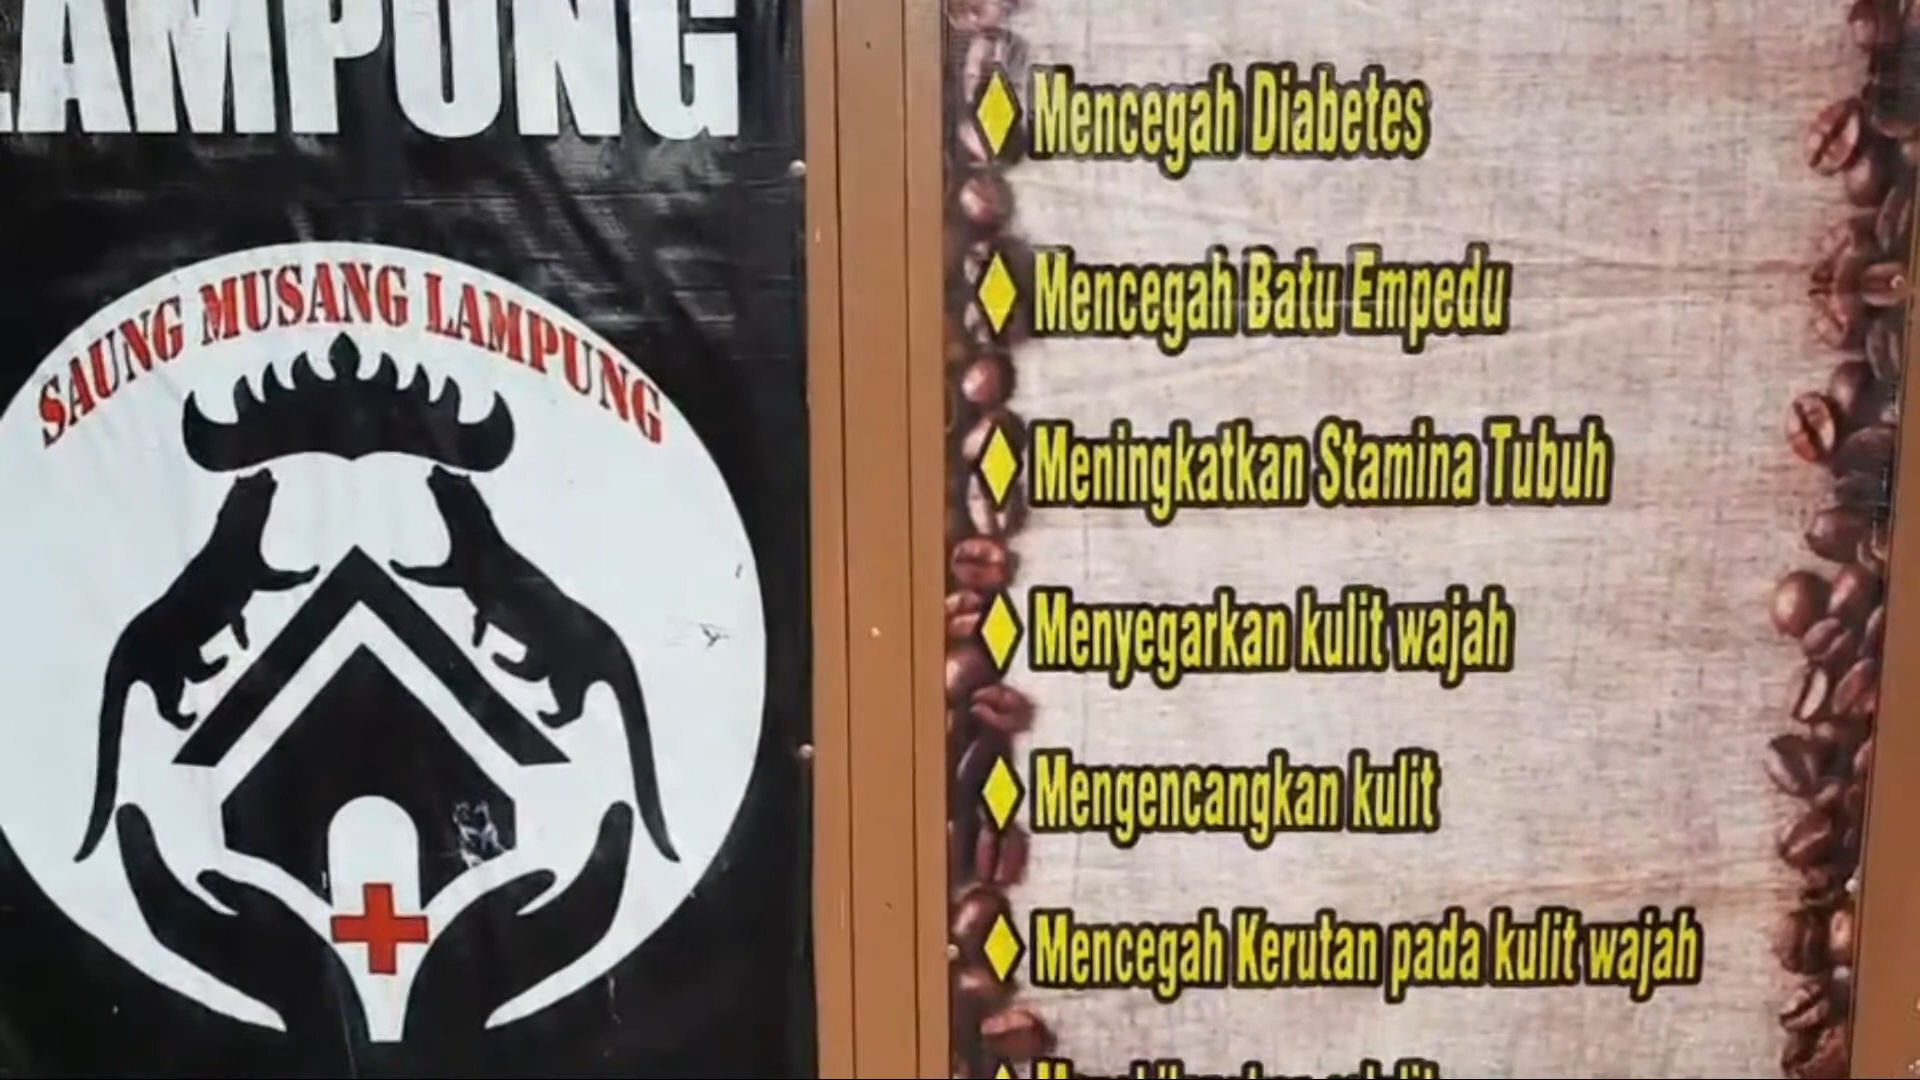 LAMPUNG
SAUNG MUSANG LAMPUNG
Mencegah Diabetes
Mencegah Batu Empedu
Meningkatkan Stamina Tubuh
Menyegarkan kulit wajah
Mengencangkan kulit
Mencegah Kerutan pada kulit wajah